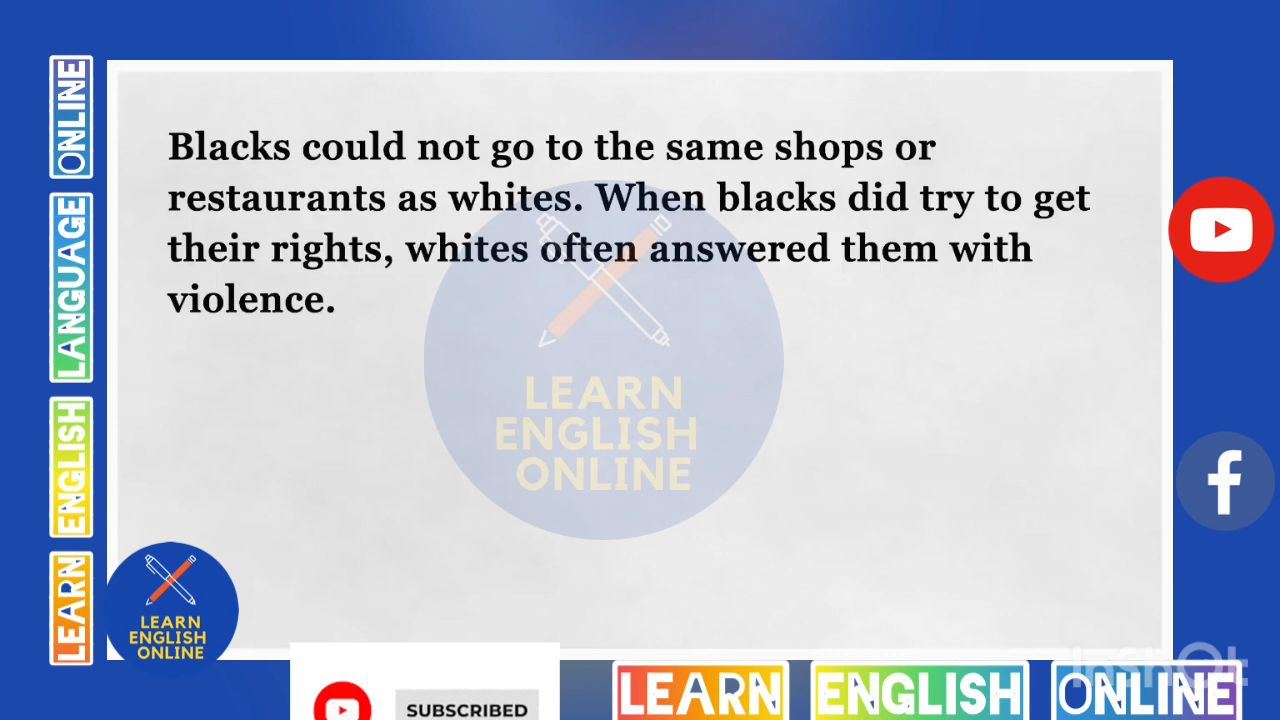 Blacks could not go to the same shops or
restaurants as whites. When blacks did try to get
their rights, whites often answered them with
violence.
LEARN
ENGLISH
ONLINE
LEARN ENGLISH LANGUAGE ONLINE
LEARN
ENGLISH
ONLINE
SUBSCRIBED
LEARN ENGLISH ONLINE
InShOt